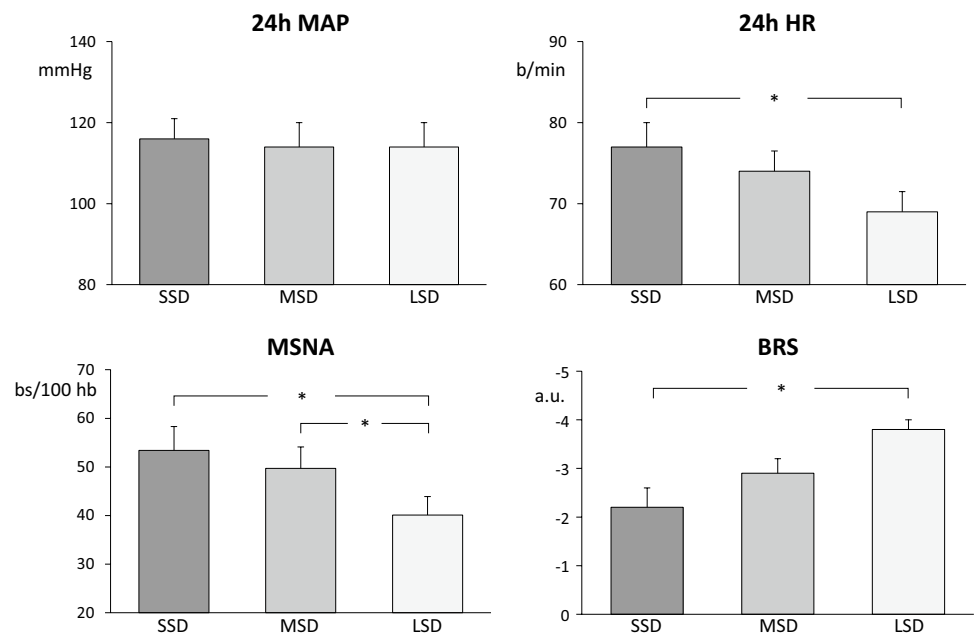 24h MAP
140
mmHg
120
100
80
SSD MSD LSD
24h HR
90
b/min
*
80
70
60
SSD MSD LSD
MSNA
70
bs/100 hb
*
60
*
50
40
30
20
SSD MSD LSD
BRS
-5
a.u.
*
-4
-3
-2
-1
0
SSD MSD LSD